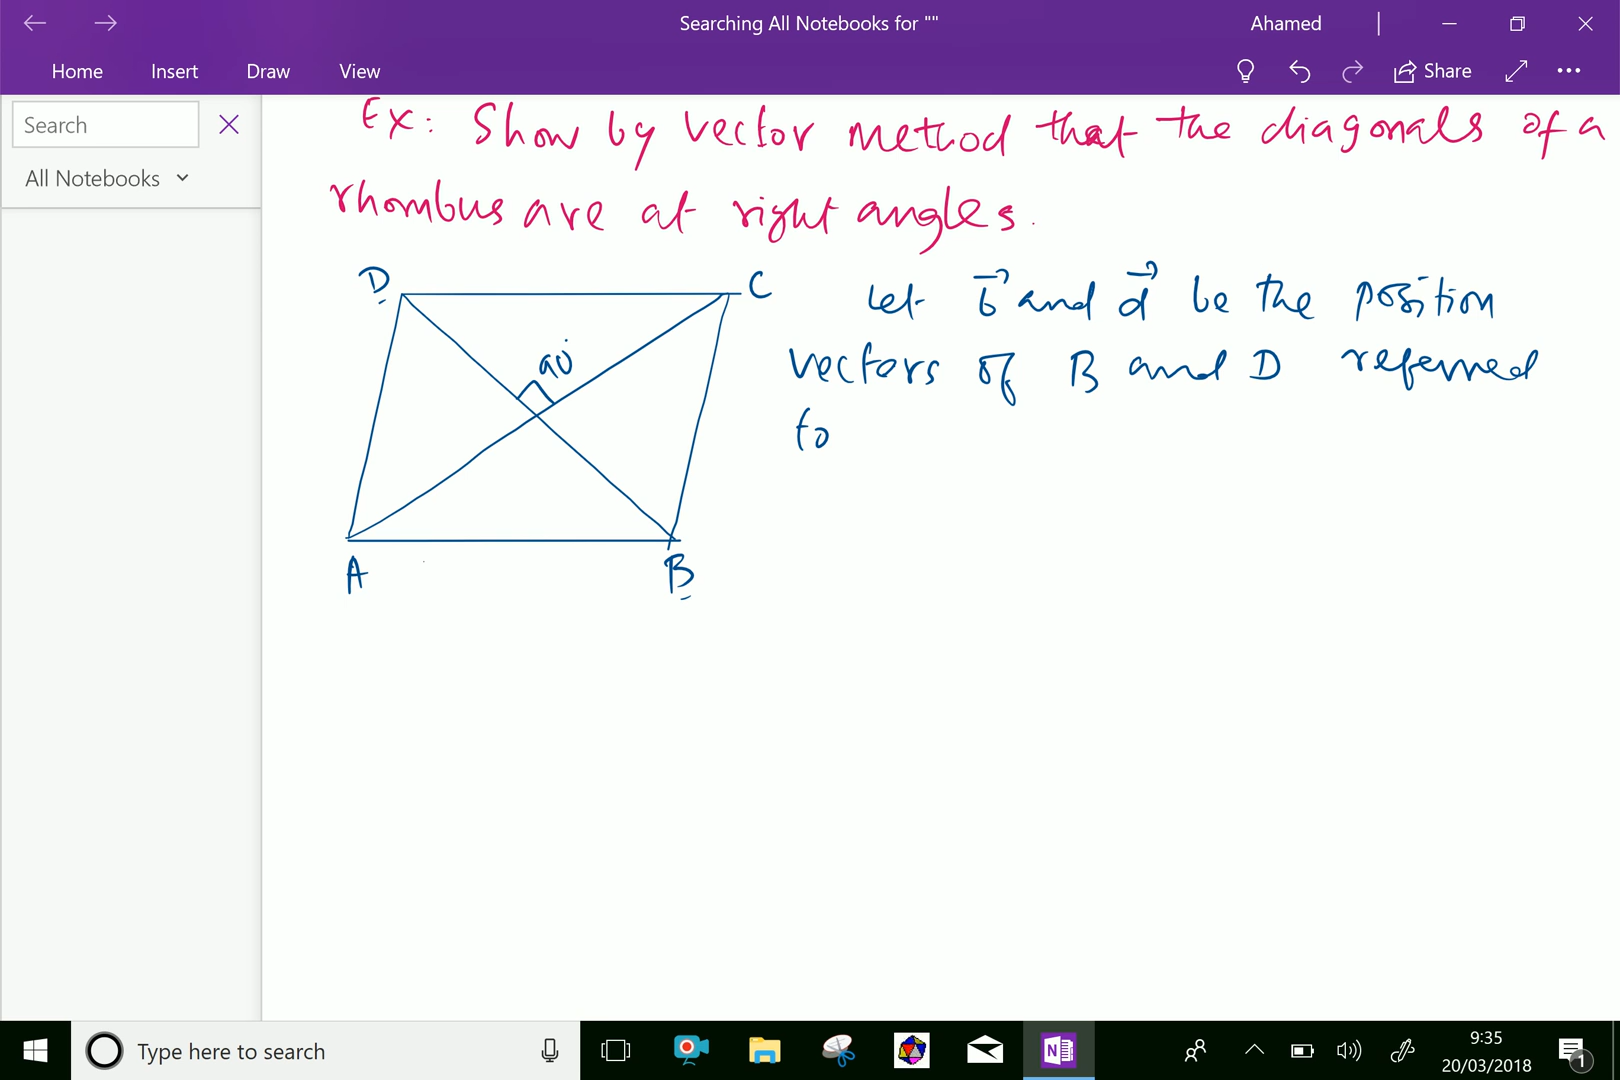 Searching All Notebooks for ""
Ahamed
Home Insert Draw View
Share
Search
All Notebooks
Ex: Show by vector method that the diagonals of a
rhombus are at right angles.
D
C
90°
A
B
Let b⃗ and d⃗ be the position
vectors of B and D referred
to
Type here to search
9:35
20/03/2018
1